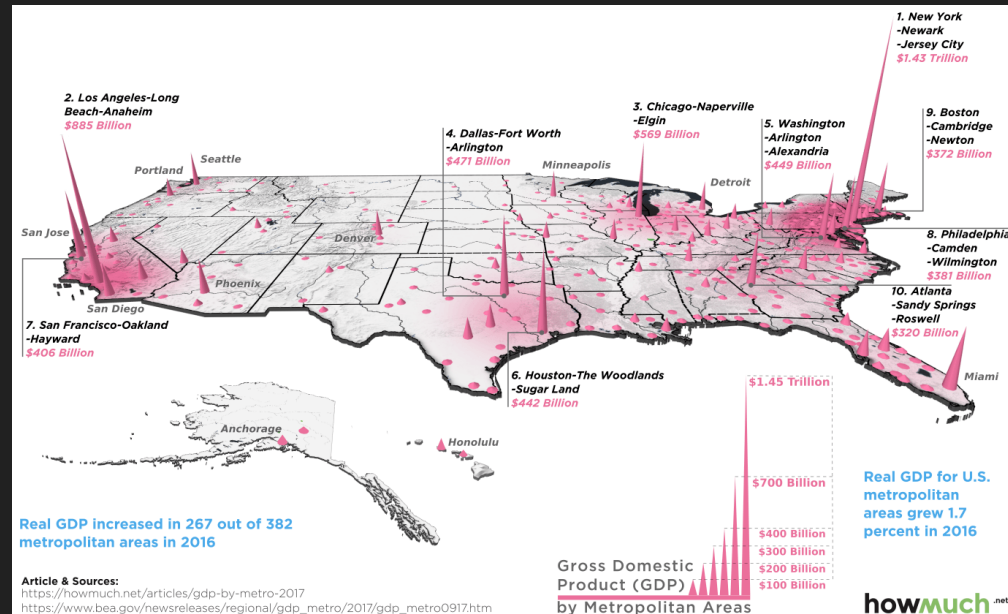 1. New York
-Newark
-Jersey City
$1.43 Trillion
2. Los Angeles-Long
Beach-Anaheim
$885 Billion
3. Chicago-Naperville
-Elgin
$569 Billion
9. Boston
-Cambridge
-Newton
$372 Billion
4. Dallas-Fort Worth
-Arlington
$471 Billion
5. Washington
-Arlington
-Alexandria
$449 Billion
Seattle
Portland
Minneapolis
Detroit
San Jose
Denver
Phoenix
San Diego
8. Philadelphia
-Camden
-Wilmington
$381 Billion
10. Atlanta
-Sandy Springs
-Roswell
$320 Billion
7. San Francisco-Oakland
-Hayward
$406 Billion
6. Houston-The Woodlands
-Sugar Land
$442 Billion
Miami
Anchorage
Honolulu
$1.45 Trillion
$700 Billion
$400 Billion
$300 Billion
$200 Billion
$100 Billion
Gross Domestic
Product (GDP)
by Metropolitan Areas
Real GDP for U.S.
metropolitan
areas grew 1.7
percent in 2016
Real GDP increased in 267 out of 382
metropolitan areas in 2016
Article & Sources:
https://howmuch.net/articles/gdp-by-metro-2017
https://www.bea.gov/newsreleases/regional/gdp_metro/2017/gdp_metro0917.htm
howmuch.net